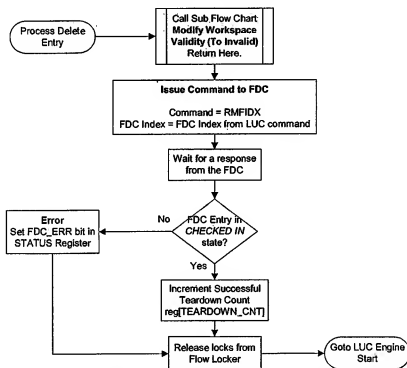 Process Delete
Entry
Call Sub Flow Chart
Modify Workspace
Validity (To Invalid)
Return Here.
Issue Command to FDC
Command = RMFIDX
FDC Index = FDC Index from LUC command
Wait for a response
from the FDC
FDC Entry in
CHECKED IN
state?
No
Yes
Error
Set FDC_ERR bit in
STATUS Register
Increment Successful
Teardown Count
reg[TEARDOWN_CNT]
Release locks from
Flow Locker
Goto LUC Engine
Start